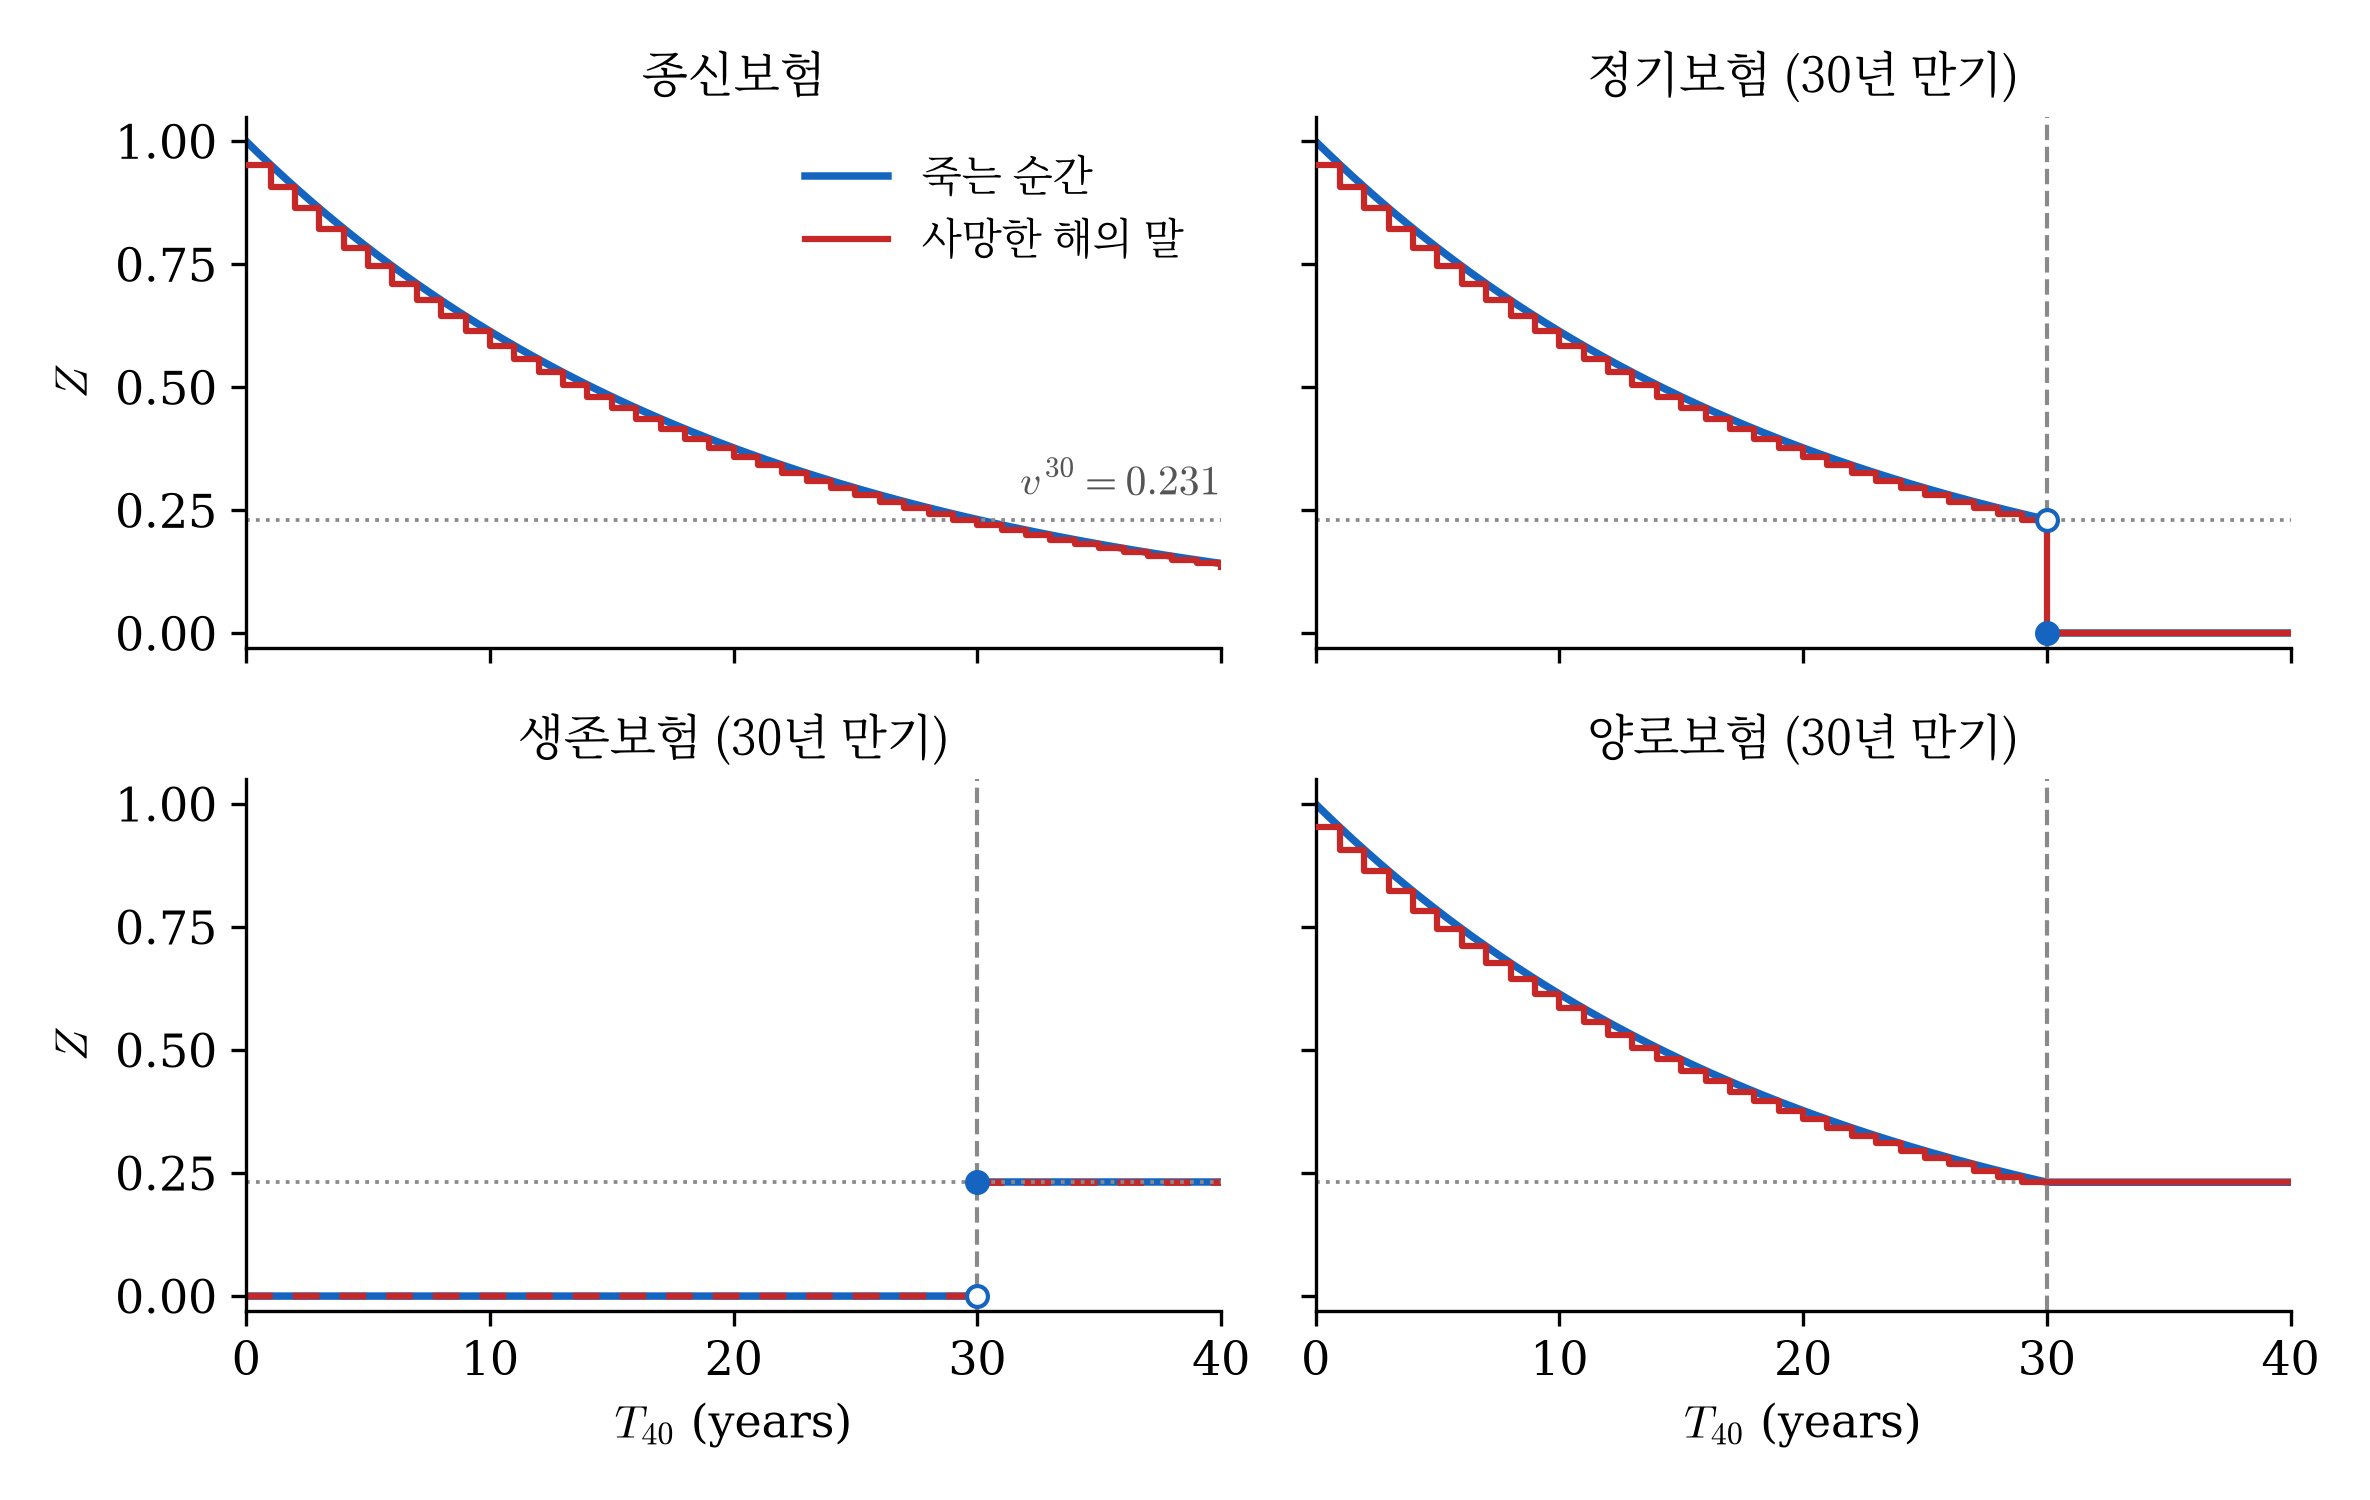 종신보험
정기보험 (30년 만기)
1.00
0.75
0.50
0.25
0.00
Z
죽는 순간
사망한 해의 말
v^30 = 0.231
생존보험 (30년 만기)
양로보험 (30년 만기)
1.00
0.75
0.50
0.25
0.00
Z
0 10 20 30 40
0 10 20 30 40
T_40 (years)
T_40 (years)